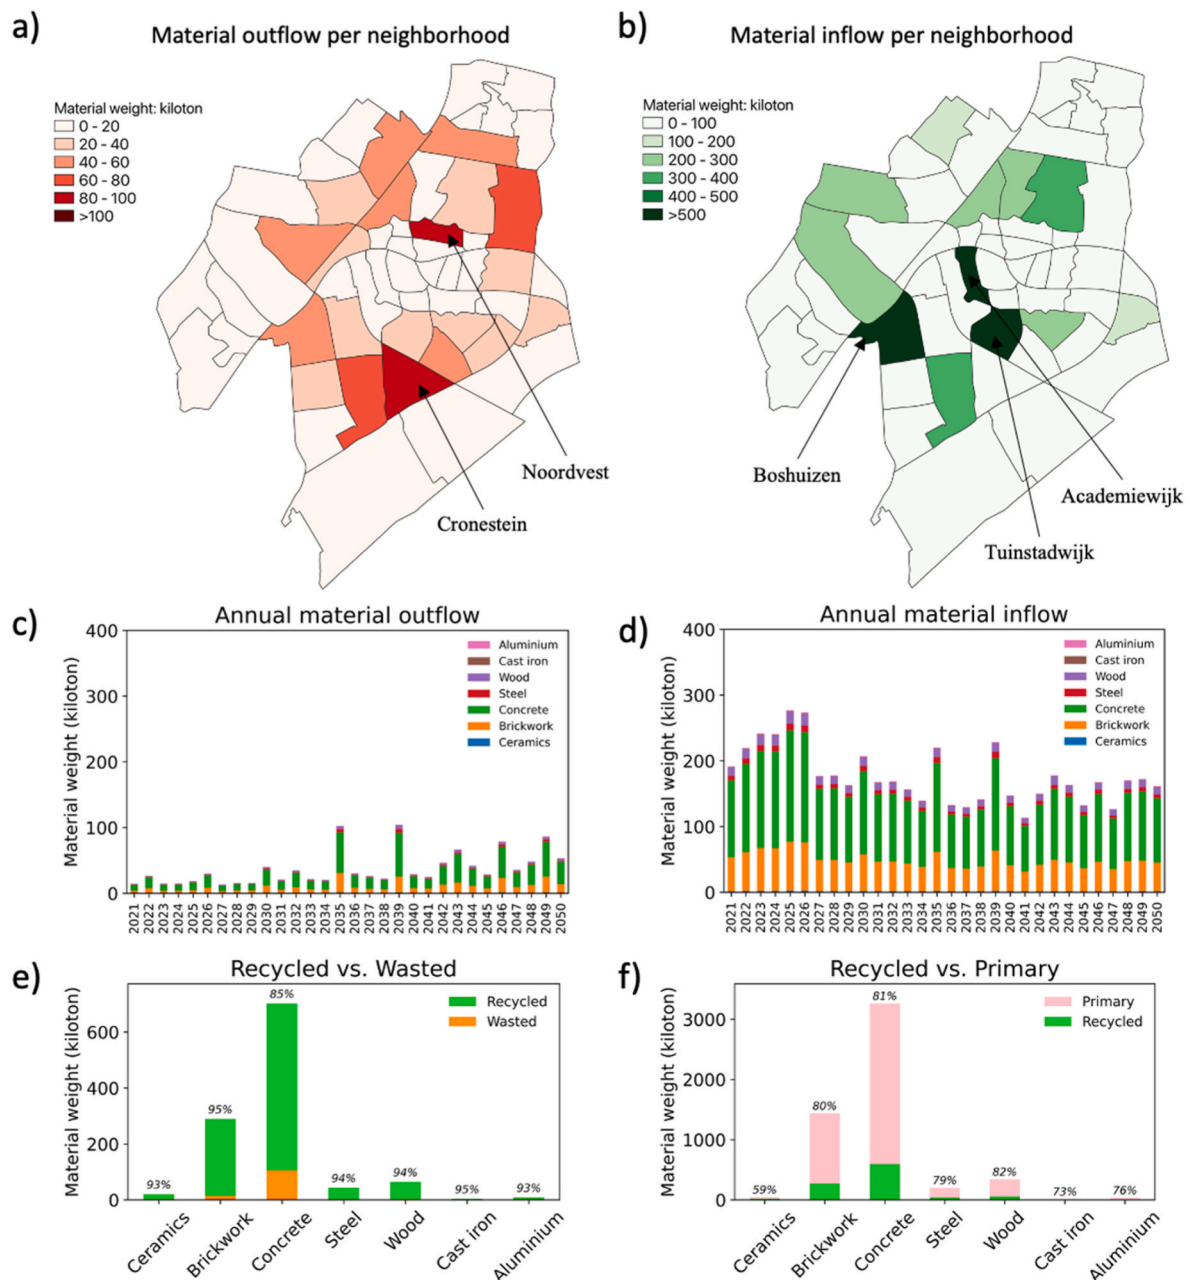 a)
Material outflow per neighborhood
Material weight: kiloton
0 - 20
20 - 40
40 - 60
60 - 80
80 - 100
>100
Noordvest
Cronestein
b)
Material inflow per neighborhood
Material weight: kiloton
0 - 100
100 - 200
200 - 300
300 - 400
400 - 500
>500
Boshuizen
Academiewijk
Tuinstadwijk
c)
Annual material outflow
Material weight (kiloton)
400
300
200
100
0
Aluminium
Cast iron
Wood
Steel
Concrete
Brickwork
Ceramics
2021 2022 2023 2024 2025 2026 2027 2028 2029 2030 2031 2032 2033 2034 2035 2036 2037 2038 2039 2040 2041 2042 2043 2044 2045 2046 2047 2048 2049 2050
d)
Annual material inflow
Material weight (kiloton)
400
300
200
100
0
Aluminium
Cast iron
Wood
Steel
Concrete
Brickwork
Ceramics
2021 2022 2023 2024 2025 2026 2027 2028 2029 2030 2031 2032 2033 2034 2035 2036 2037 2038 2039 2040 2041 2042 2043 2044 2045 2046 2047 2048 2049 2050
e)
Recycled vs. Wasted
Material weight (kiloton)
600
400
200
0
Recycled
Wasted
93% 95% 85% 94% 94% 95% 93%
Ceramics Brickwork Concrete Steel Wood Cast iron Aluminium
f)
Recycled vs. Primary
Material weight (kiloton)
3000
2000
1000
0
Primary
Recycled
59% 80% 81% 79% 82% 73% 76%
Ceramics Brickwork Concrete Steel Wood Cast iron Aluminium